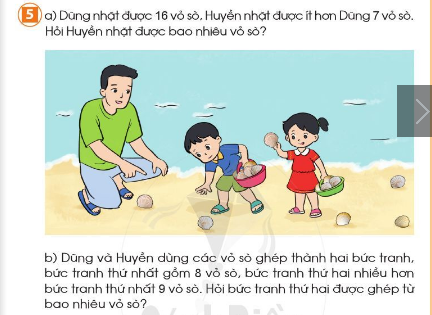 5 a) Dũng nhặt được 16 vỏ sò, Huyền nhặt được ít hơn Dũng 7 vỏ sò.
Hỏi Huyền nhặt được bao nhiêu vỏ sò?
b) Dũng và Huyền dùng các vỏ sò ghép thành hai bức tranh,
bức tranh thứ nhất gồm 8 vỏ sò, bức tranh thứ hai nhiều hơn
bức tranh thứ nhất 9 vỏ sò. Hỏi bức tranh thứ hai được ghép từ
bao nhiêu vỏ sò?